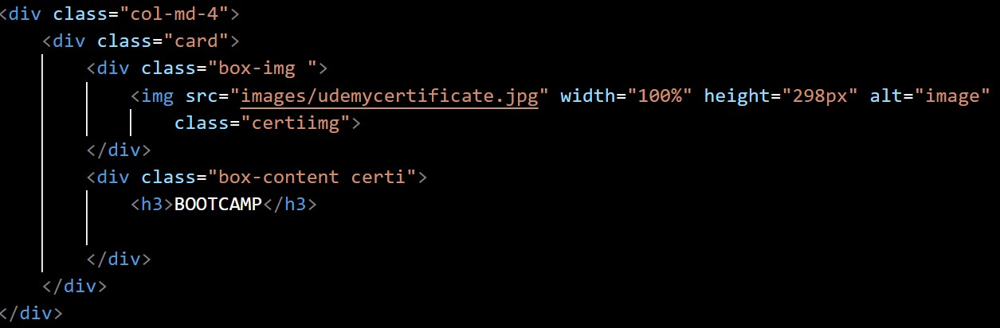 <div class="col-md-4">
    <div class="card">
        <div class="box-img ">
            <img src="images/udemycertificate.jpg" width="100%" height="298px" alt="image"
                class="certiimg">
        </div>
        <div class="box-content certi">
            <h3>BOOTCAMP</h3>
        </div>
    </div>
</div>